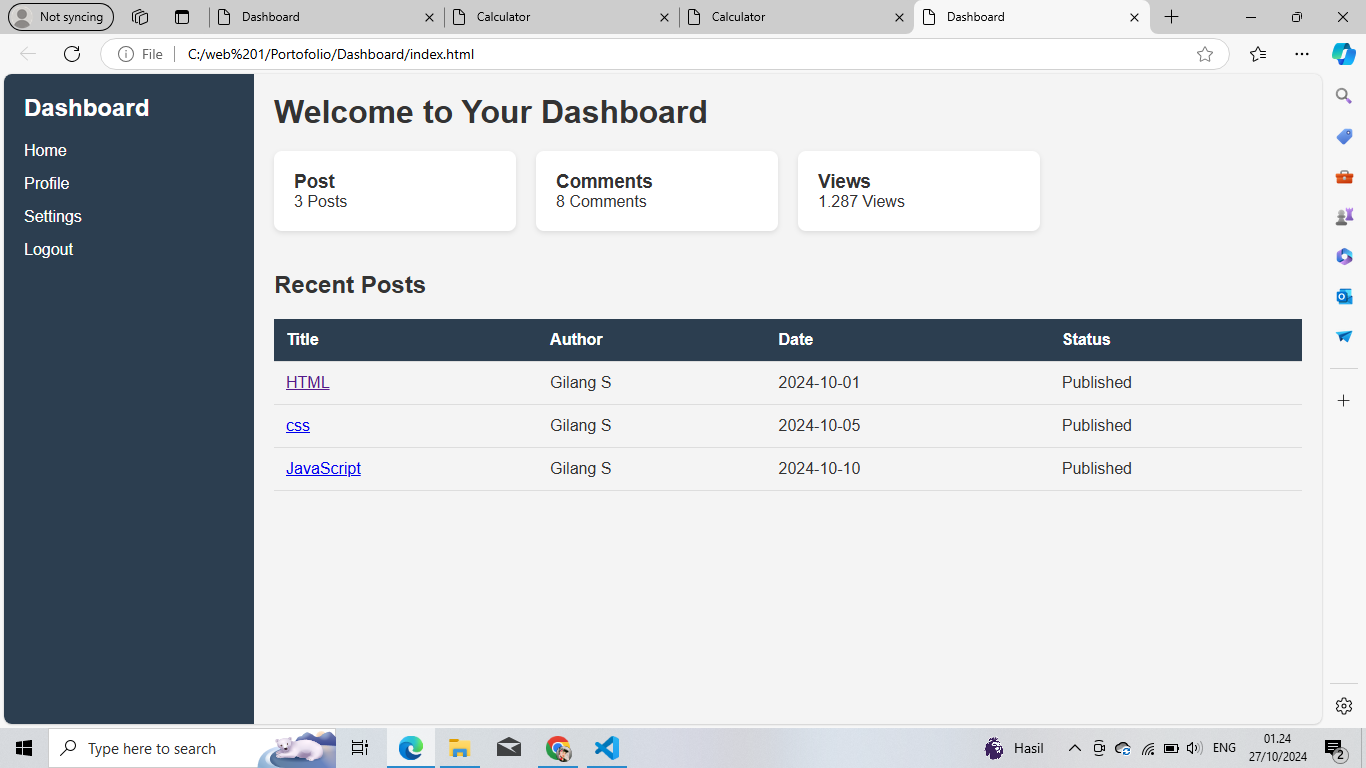 Not syncing
Dashboard
Calculator
Calculator
Dashboard
File
C:/web%201/Portofolio/Dashboard/index.html
Dashboard
Home
Profile
Settings
Logout
Welcome to Your Dashboard
Post
3 Posts
Comments
8 Comments
Views
1.287 Views
Recent Posts
Title Author Date Status
HTML Gilang S 2024-10-01 Published
css Gilang S 2024-10-05 Published
JavaScript Gilang S 2024-10-10 Published
Type here to search
Hasil
ENG
01.24
27/10/2024
2